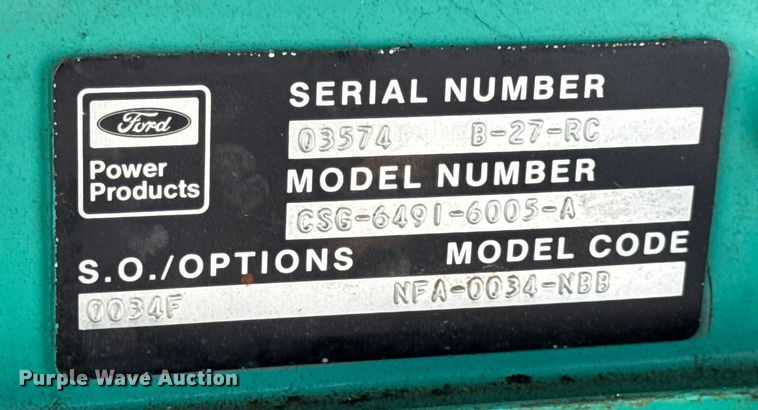 Ford
Power
Products
SERIAL NUMBER
03574 B-27-RC
MODEL NUMBER
CSG-649I-6005-A
S.O./OPTIONS MODEL CODE
0034F NFA-0034-NBB
Purple Wave Auction